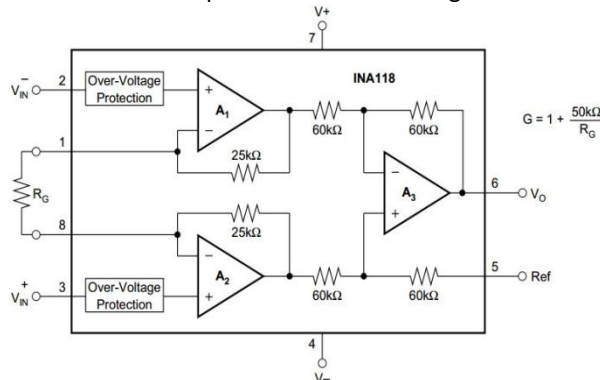 V+
7
INA118
2
Over-Voltage
Protection
V⁻IN
+
A1
−
60kΩ
60kΩ
G = 1 + 50kΩ / RG
1
25kΩ
RG
−
A3
+
6
VO
8
25kΩ
−
A2
+
60kΩ
60kΩ
5
Ref
3
V⁺IN
Over-Voltage
Protection
4
V−